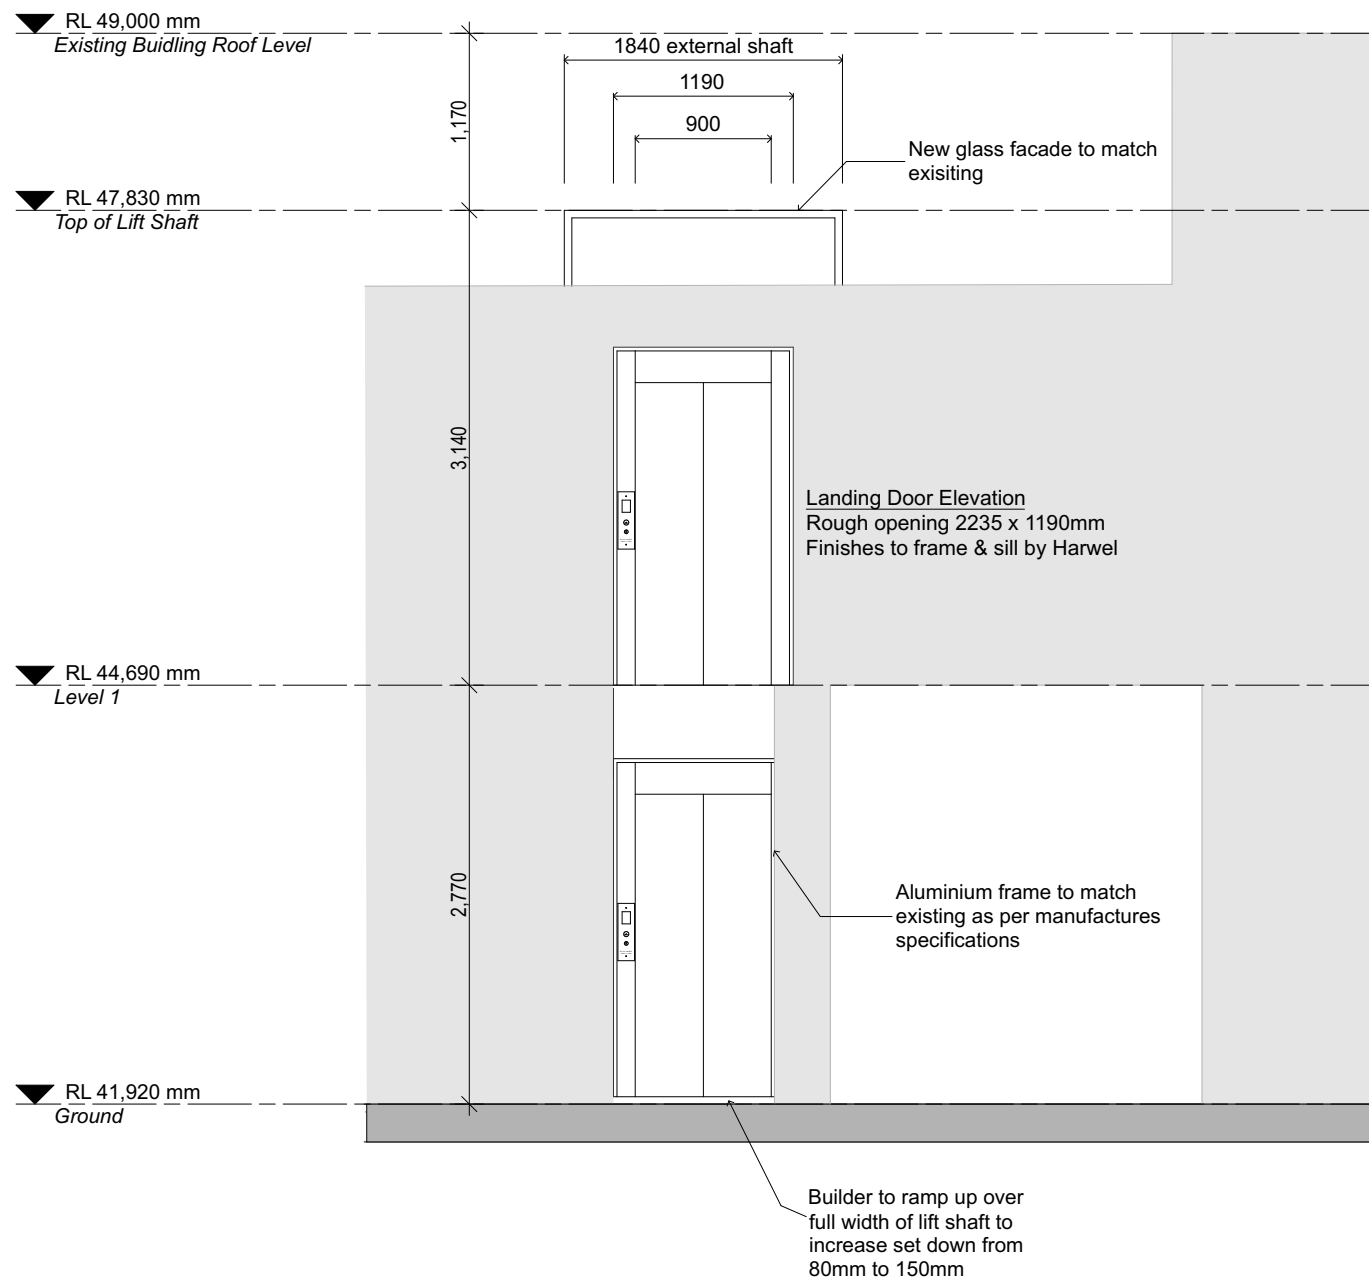 RL 49,000 mm
Existing Buidling Roof Level
1840 external shaft
1190
900
1,170
New glass facade to match
exisiting
RL 47,830 mm
Top of Lift Shaft
3,140
Landing Door Elevation
Rough opening 2235 x 1190mm
Finishes to frame & sill by Harwel
RL 44,690 mm
Level 1
2,770
Aluminium frame to match
existing as per manufactures
specifications
RL 41,920 mm
Ground
Builder to ramp up over
full width of lift shaft to
increase set down from
80mm to 150mm